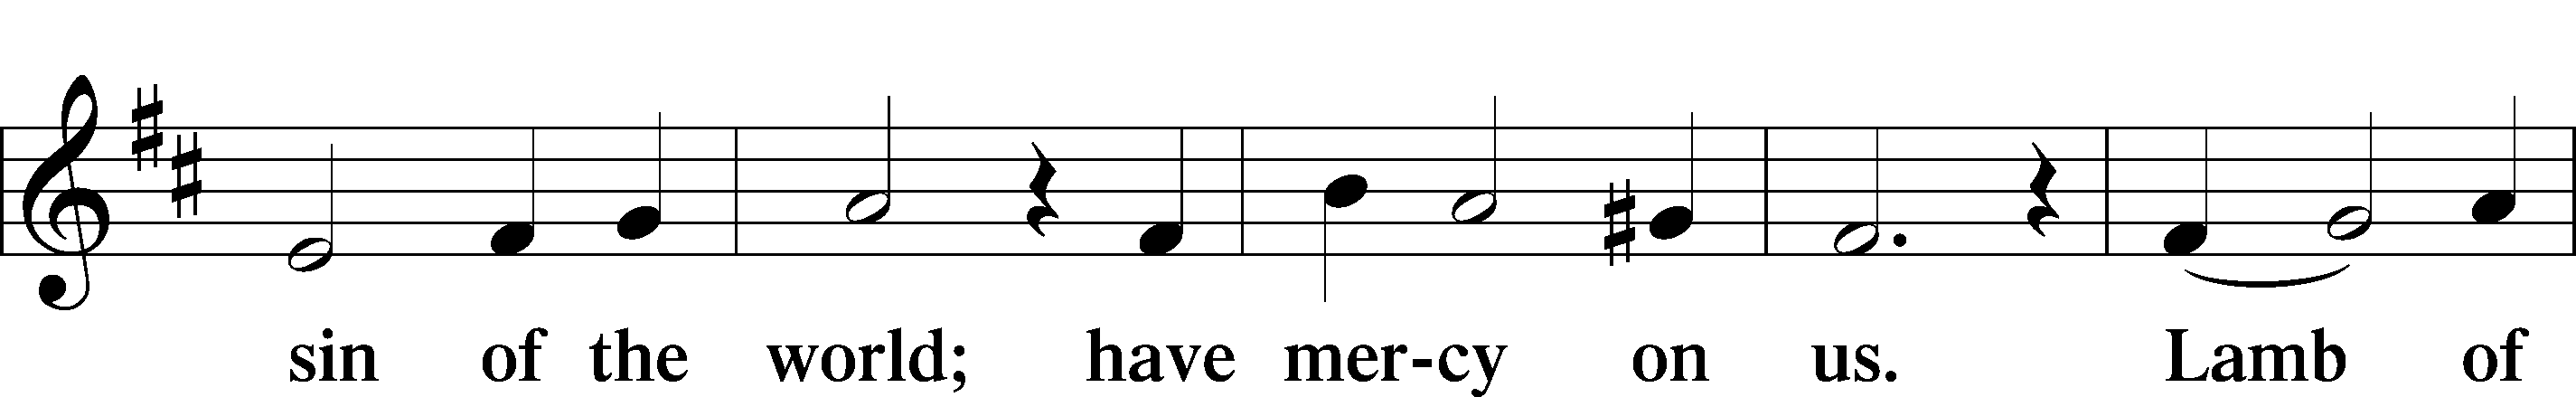 sin of the world; have mer-cy on us. Lamb of